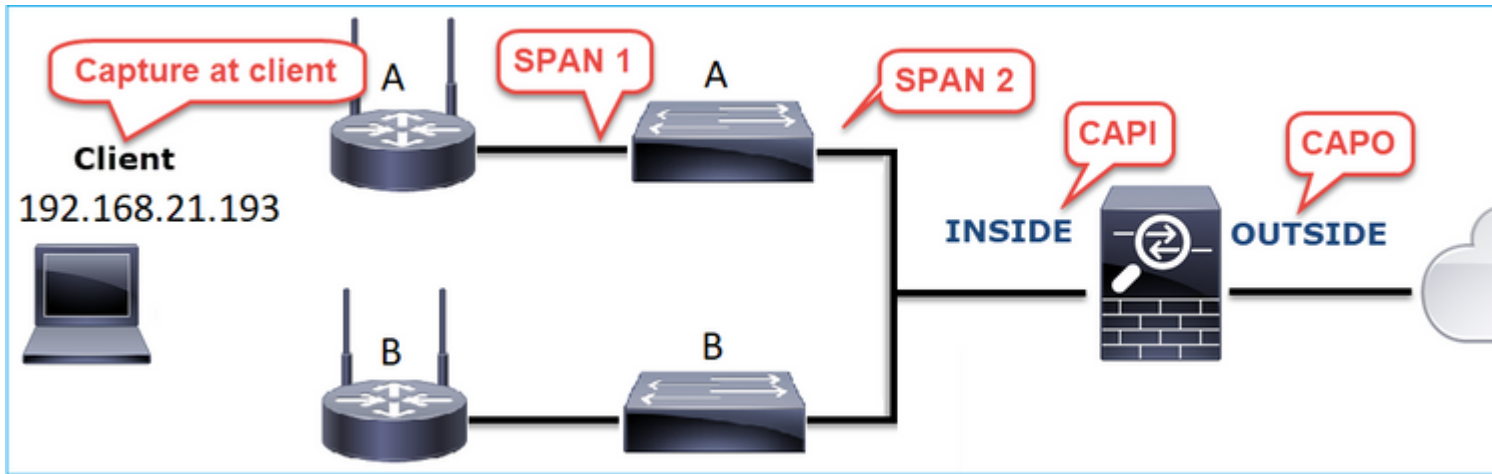 Capture at client
A
SPAN 1
A
SPAN 2
Client
192.168.21.193
CAPI
CAPO
INSIDE
OUTSIDE
B
B